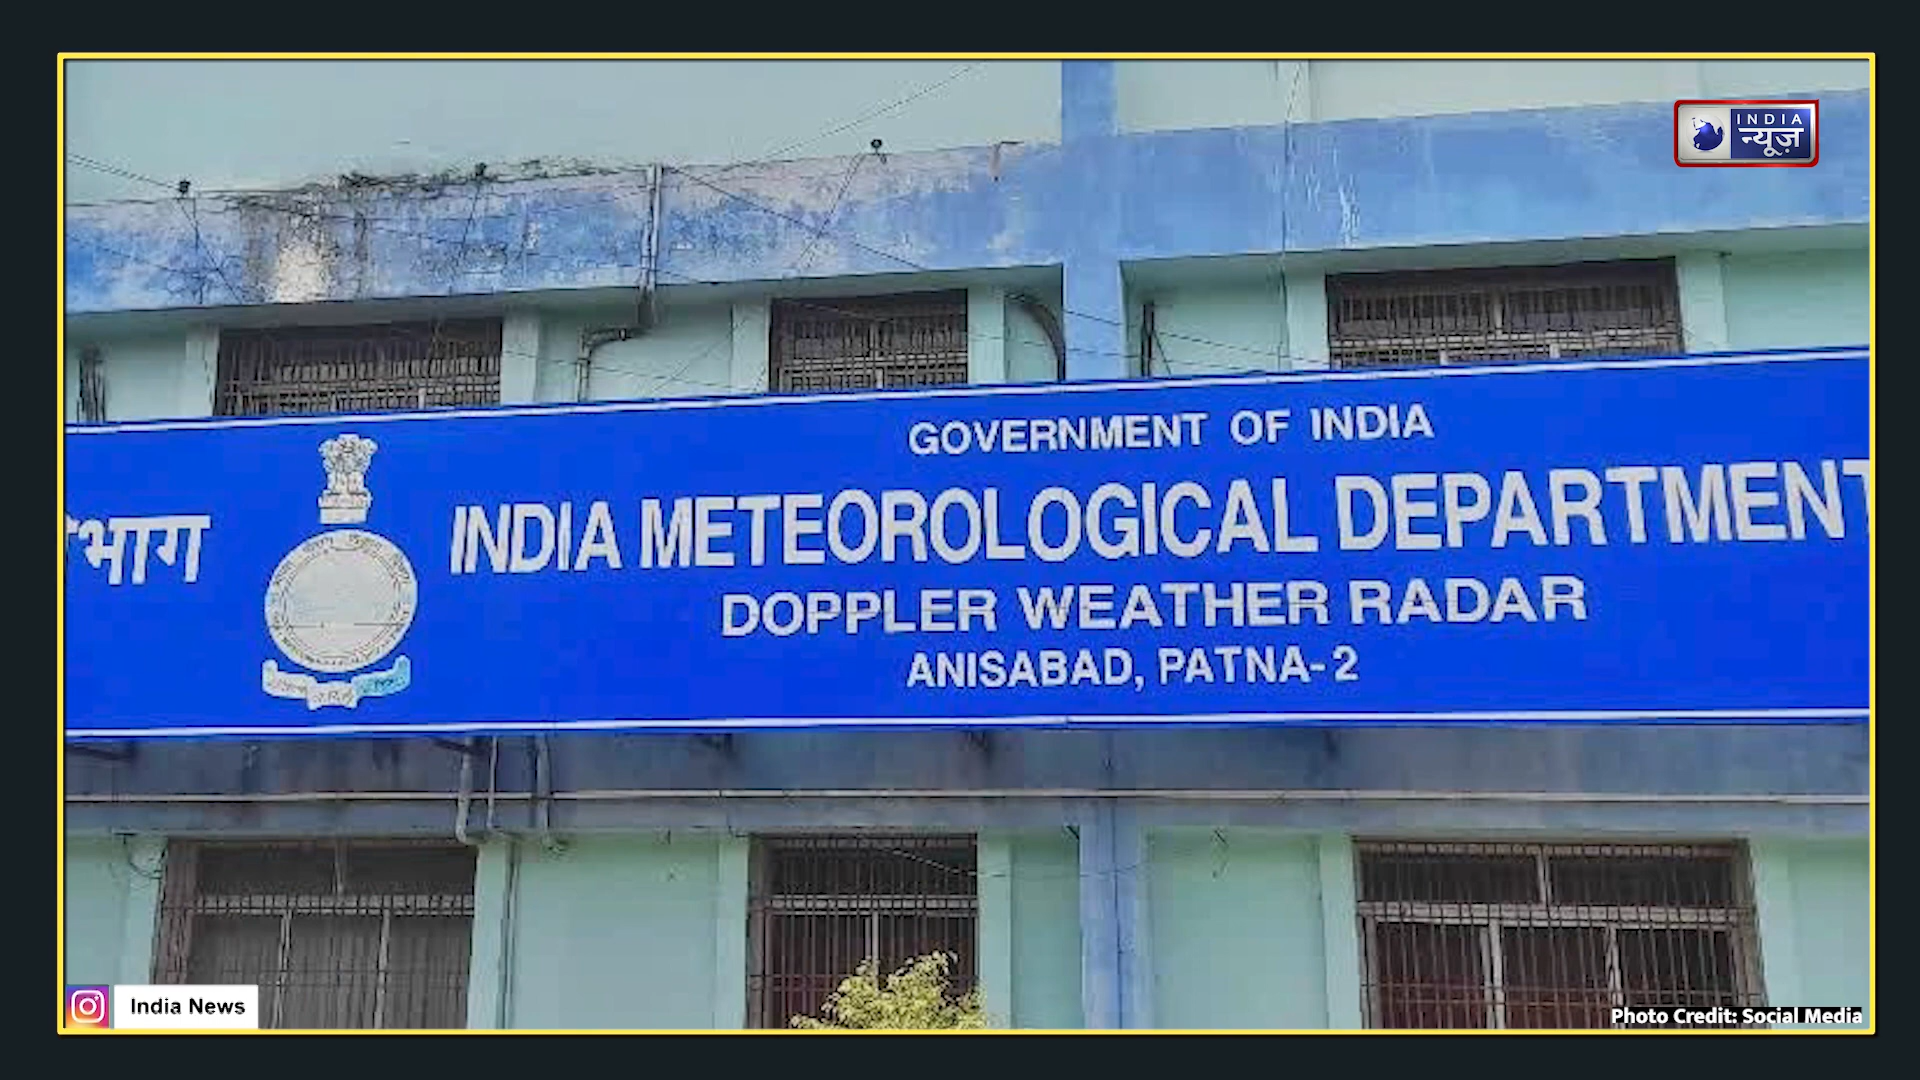 INDIA
न्यूज़
GOVERNMENT OF INDIA
भाग
INDIA METEOROLOGICAL DEPARTMENT
DOPPLER WEATHER RADAR
ANISABAD, PATNA-2
India News
Photo Credit: Social Media